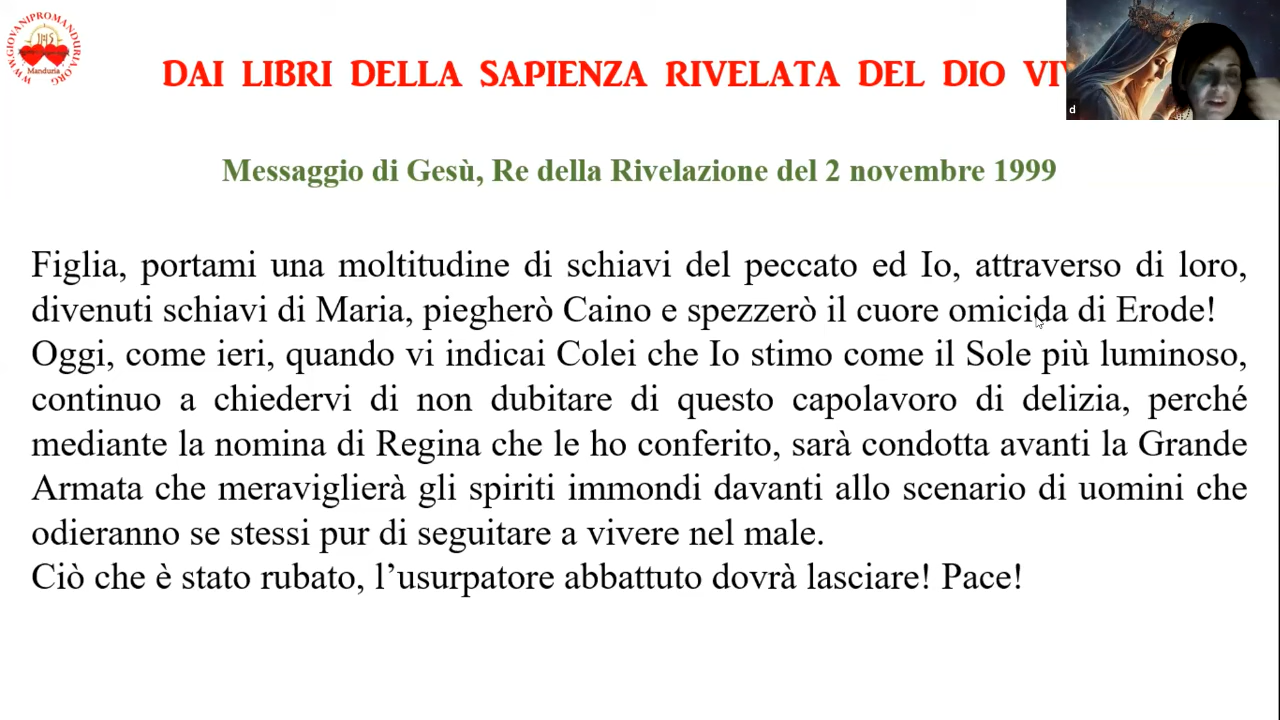 WWW.GIOVANIPROMANDURIA.ORG
IHS
Manduria
DAI LIBRI DELLA SAPIENZA RIVELATA DEL DIO
d
Messaggio di Gesù, Re della Rivelazione del 2 novembre 1999
Figlia, portami una moltitudine di schiavi del peccato ed Io, attraverso di loro,
divenuti schiavi di Maria, piegherò Caino e spezzerò il cuore omicida di Erode!
Oggi, come ieri, quando vi indicai Colei che Io stimo come il Sole più luminoso,
continuo a chiedervi di non dubitare di questo capolavoro di delizia, perché
mediante la nomina di Regina che le ho conferito, sarà condotta avanti la Grande
Armata che meraviglierà gli spiriti immondi davanti allo scenario di uomini che
odieranno se stessi pur di seguitare a vivere nel male.
Ciò che è stato rubato, l’usurpatore abbattuto dovrà lasciare! Pace!